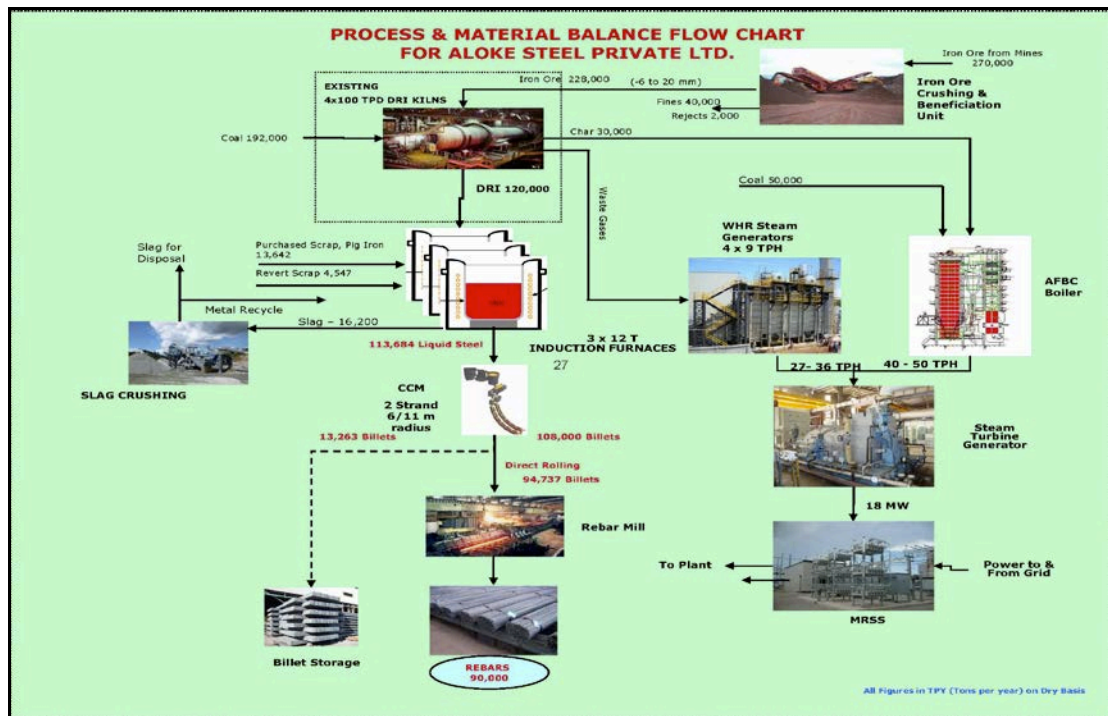 PROCESS & MATERIAL BALANCE FLOW CHART
FOR ALOKE STEEL PRIVATE LTD.
Iron Ore from Mines
270,000
Iron Ore 228,000 (-6 to 20 mm)
Iron Ore
Crushing &
Beneficiation
Unit
Fines 40,000
Rejects 2,000
EXISTING
4x100 TPD DRI KILNS
Coal 192,000
Char 30,000
DRI 120,000
Waste Gases
Coal 50,000
WHR Steam
Generators
4 x 9 TPH
AFBC
Boiler
Slag for
Disposal
Purchased Scrap, Pig Iron
13,642
Revert Scrap 4,547
Metal Recycle
Slag – 16,200
SLAG CRUSHING
113,684 Liquid Steel
3 x 12 T
INDUCTION FURNACES
27
27- 36 TPH
40 - 50 TPH
CCM
2 Strand
6/11 m
radius
13,263 Billets
108,000 Billets
Steam
Turbine
Generator
Direct Rolling
94,737 Billets
18 MW
Rebar Mill
To Plant
Power to &
From Grid
MRSS
Billet Storage
REBARS
90,000
All Figures in TPY (Tons per year) on Dry Basis